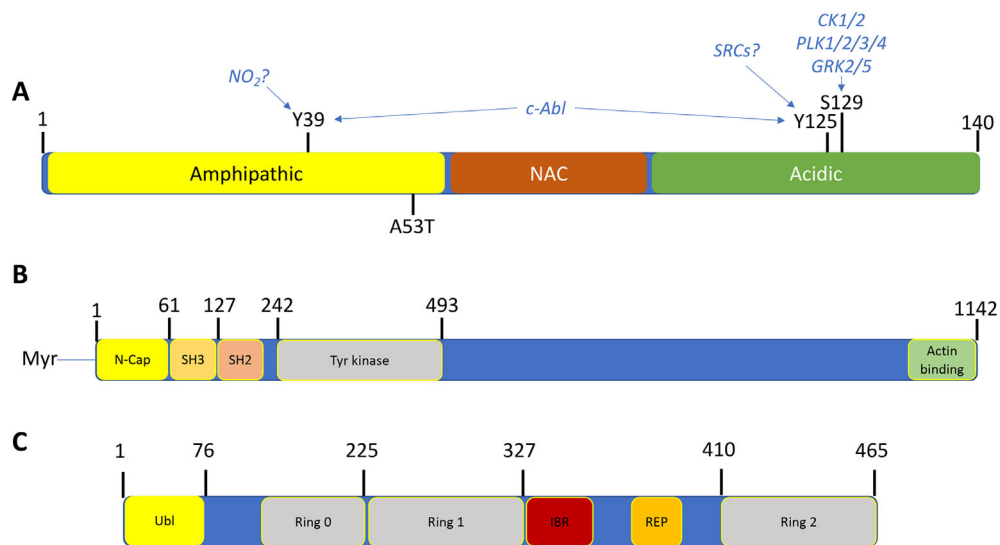 CK1/2
PLK1/2/3/4
GRK2/5
SRCs?
NO2?
A
c-Abl
S129
1
Y39
Y125
140
Amphipathic
NAC
Acidic
A53T
B
1
61
127
242
493
1142
Myr
N-Cap
SH3
SH2
Tyr kinase
Actin
binding
C
1
76
225
327
410
465
Ubl
Ring 0
Ring 1
IBR
REP
Ring 2